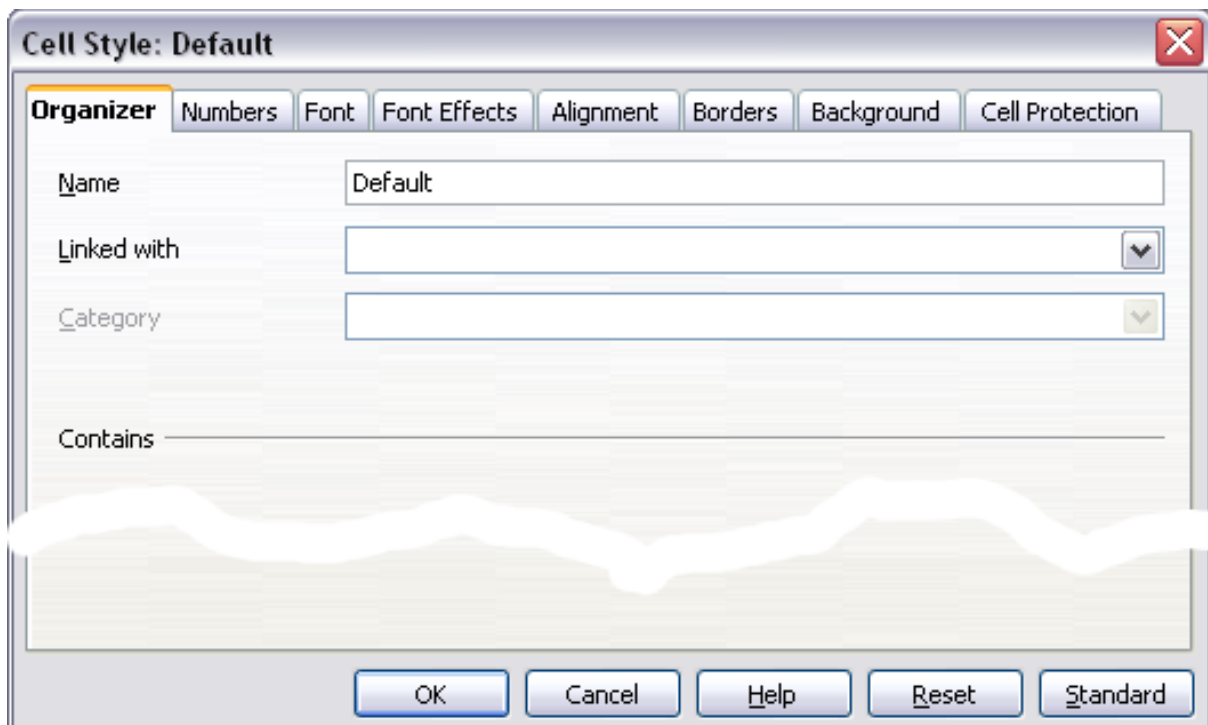 Cell Style: Default
Organizer Numbers Font Font Effects Alignment Borders Background Cell Protection
Name Default
Linked with
Category
Contains
OK Cancel Help Reset Standard